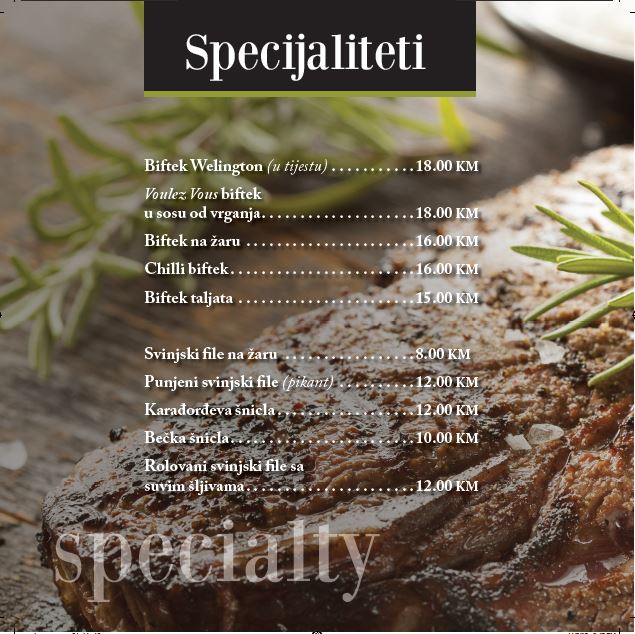 Specijaliteti
Biftek Welington (u tijestu) . . . . . . . . . . . 18.00 KM
Voulez Vous biftek
u sosu od vrganja. . . . . . . . . . . . . . . . . . . . 18.00 KM
Biftek na žaru . . . . . . . . . . . . . . . . . . . . . . 16.00 KM
Chilli biftek . . . . . . . . . . . . . . . . . . . . . . . . 16.00 KM
Biftek taljata . . . . . . . . . . . . . . . . . . . . . . . 15.00 KM
Svinjski file na žaru . . . . . . . . . . . . . . . . . 8.00 KM
Punjeni svinjski file (pikant) . . . . . . . . . . 12.00 KM
Karađorđeva šnicla . . . . . . . . . . . . . . . . . . 12.00 KM
Bečka šnicla . . . . . . . . . . . . . . . . . . . . . . . . 10.00 KM
Rolovani svinjski file sa
suvim šljivama . . . . . . . . . . . . . . . . . . . . . . 12.00 KM
specialty